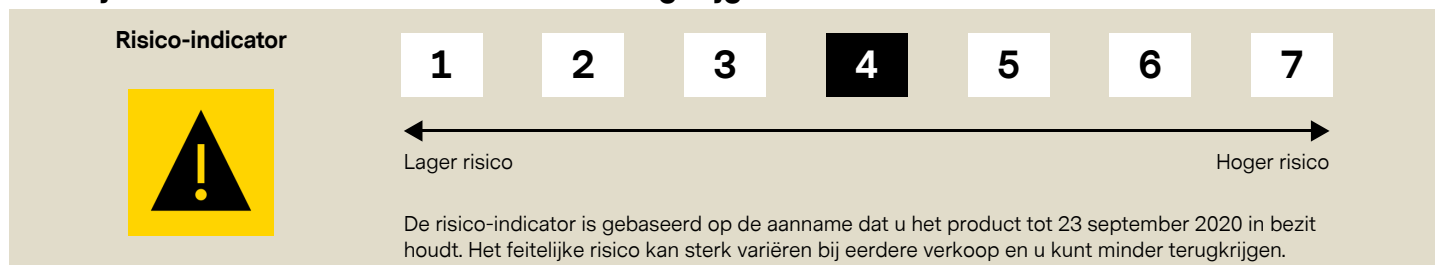 Risico-indicator
1 2 3 4 5 6 7
Lager risico Hoger risico
De risico-indicator is gebaseerd op de aanname dat u het product tot 23 september 2020 in bezit
houdt. Het feitelijke risico kan sterk variëren bij eerdere verkoop en u kunt minder terugkrijgen.